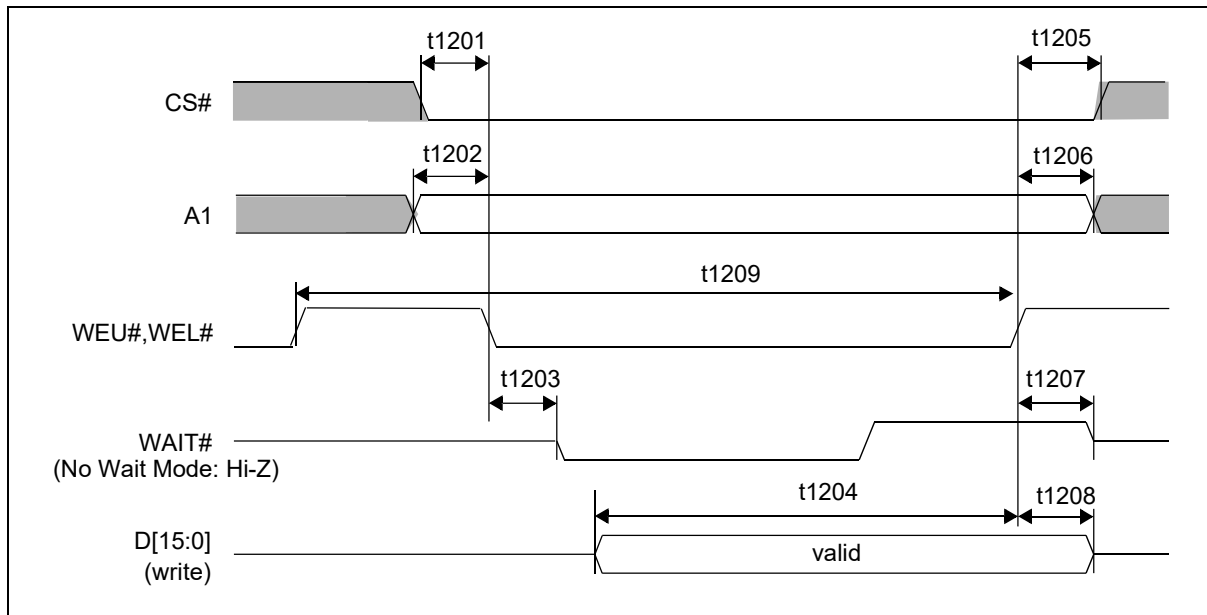 t1201
t1205
CS#
t1202
t1206
A1
t1209
WEU#,WEL#
t1203
t1207
WAIT#
(No Wait Mode: Hi-Z)
t1204
t1208
D[15:0]
valid
(write)